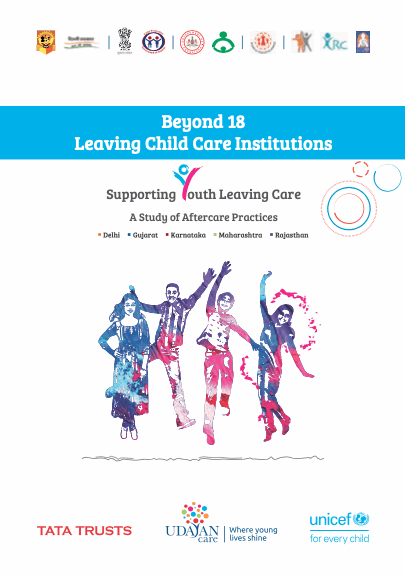 RC
Beyond 18
Leaving Child Care Institutions
Supporting Youth Leaving Care
A Study of Aftercare Practices
Delhi Gujarat Karnataka Maharashtra Rajasthan
TATA TRUSTS
UDAYAN
care
Where young
lives shine
unicef
for every child